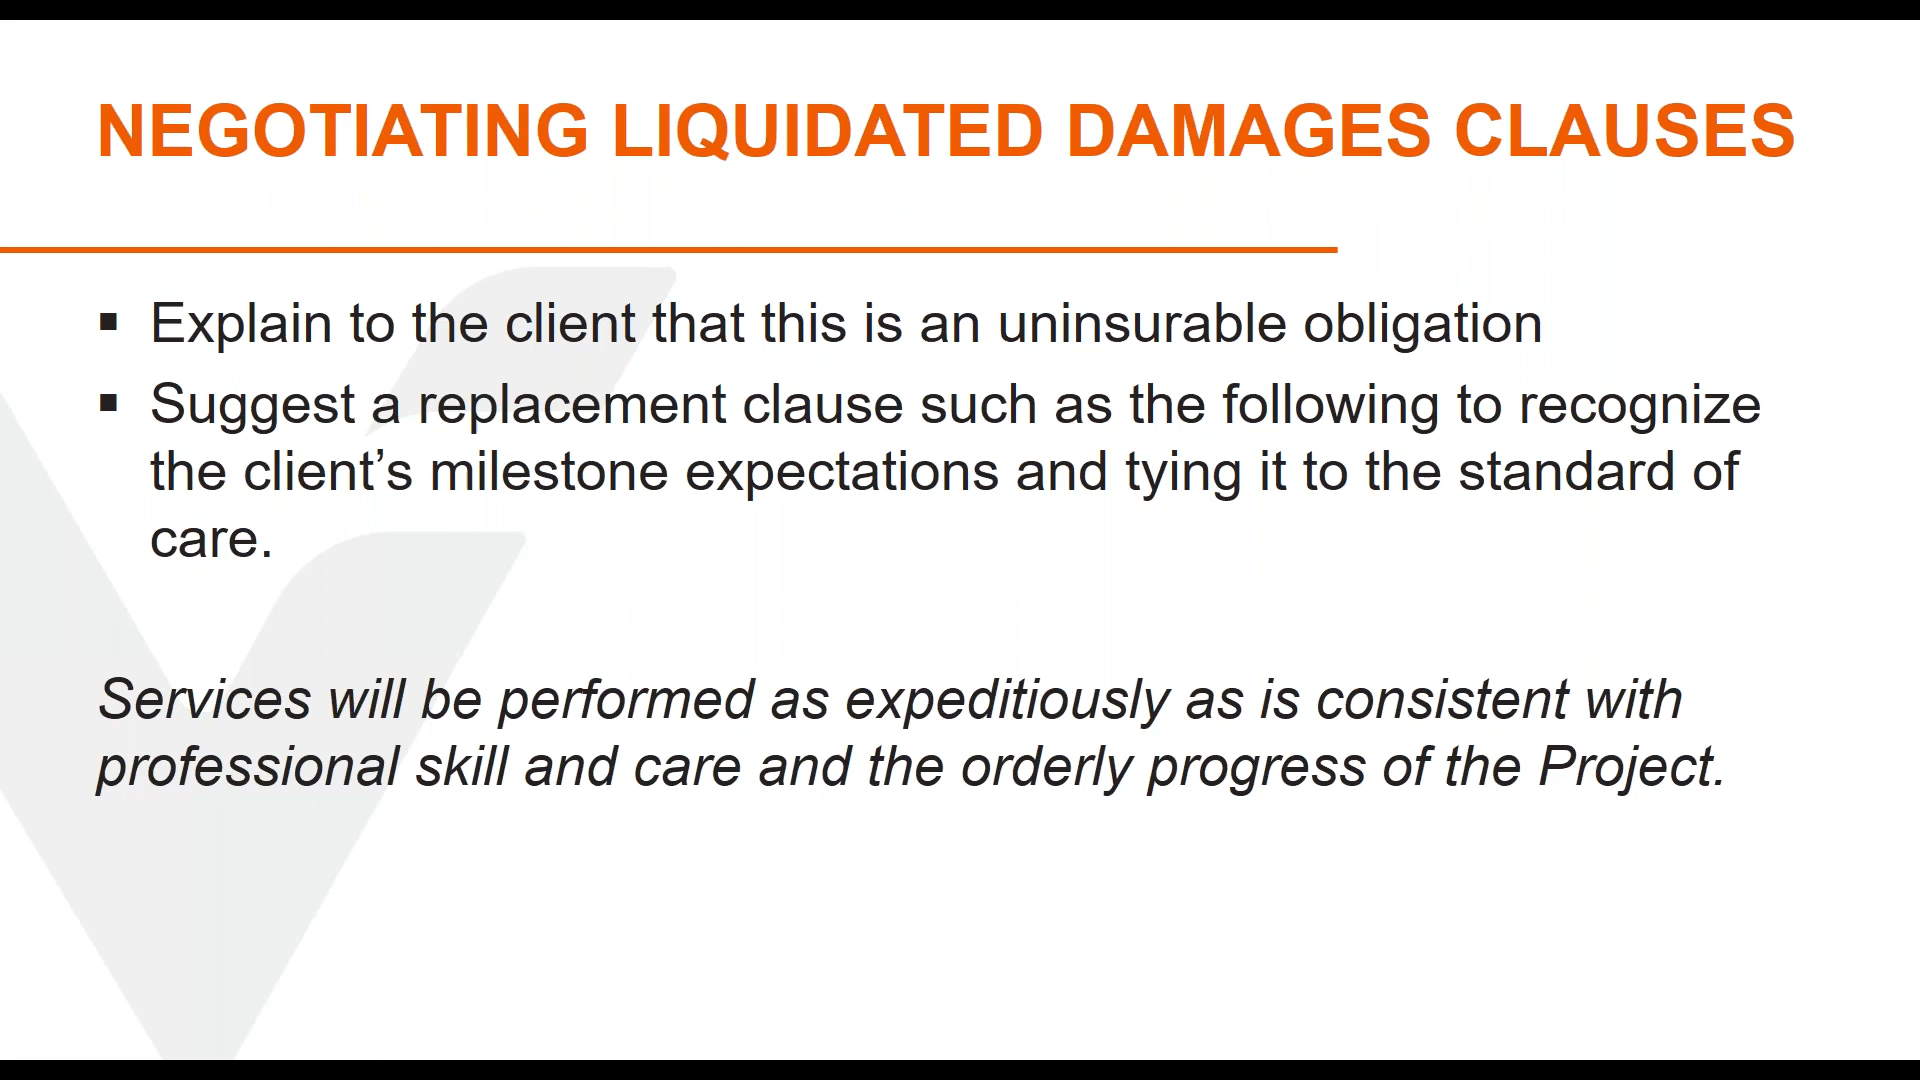 NEGOTIATING LIQUIDATED DAMAGES CLAUSES
▪ Explain to the client that this is an uninsurable obligation
▪ Suggest a replacement clause such as the following to recognize
the client’s milestone expectations and tying it to the standard of
care.
Services will be performed as expeditiously as is consistent with
professional skill and care and the orderly progress of the Project.